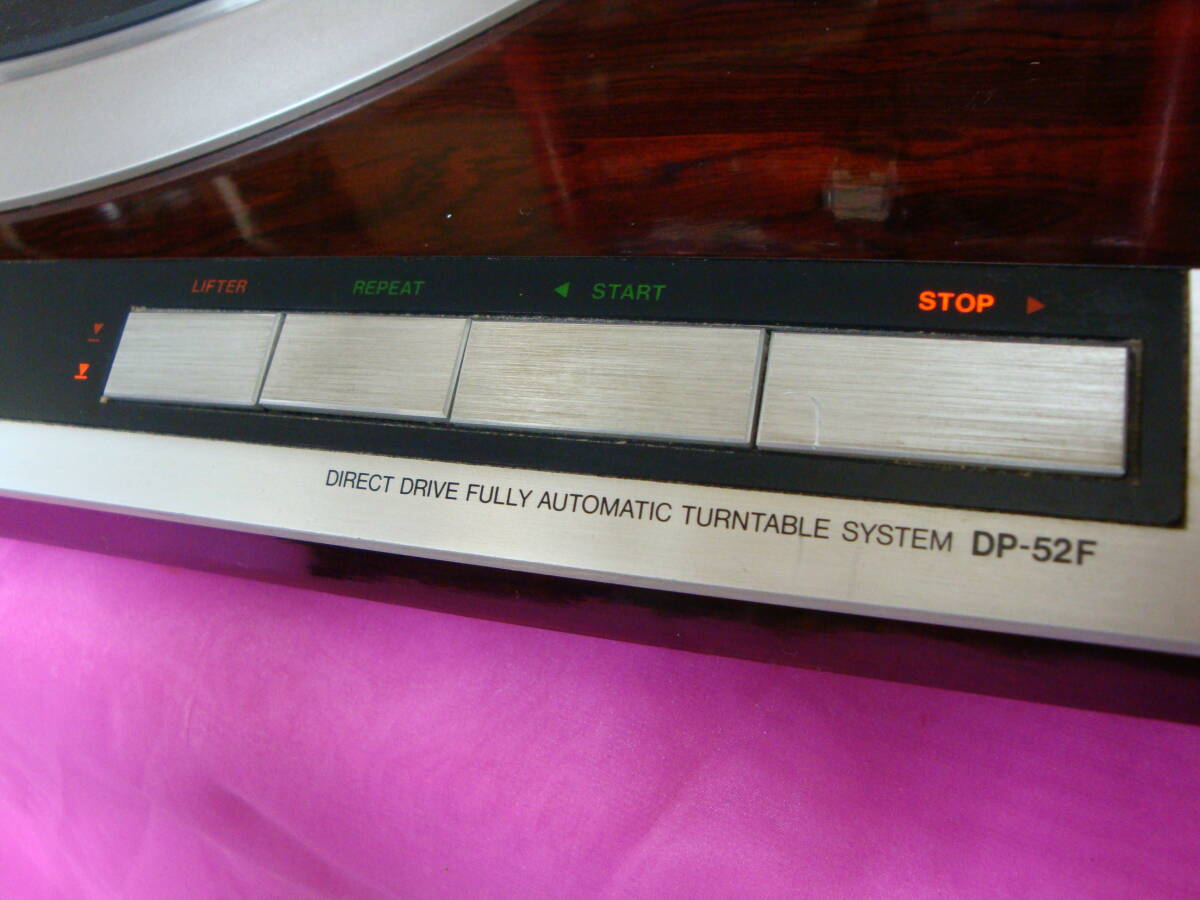 LIFTER REPEAT ◀ START STOP ▶
DIRECT DRIVE FULLY AUTOMATIC TURNTABLE SYSTEM DP-52F